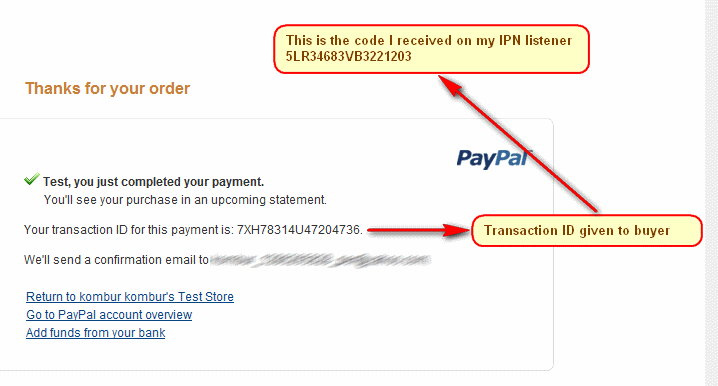 This is the code I received on my IPN listener
5LR34683VB3221203
Thanks for your order
PayPal
Test, you just completed your payment.
You'll see your purchase in an upcoming statement.
Your transaction ID for this payment is: 7XH78314U47204736.
Transaction ID given to buyer
We'll send a confirmation email to
Return to kombur kombur's Test Store
Go to PayPal account overview
Add funds from your bank